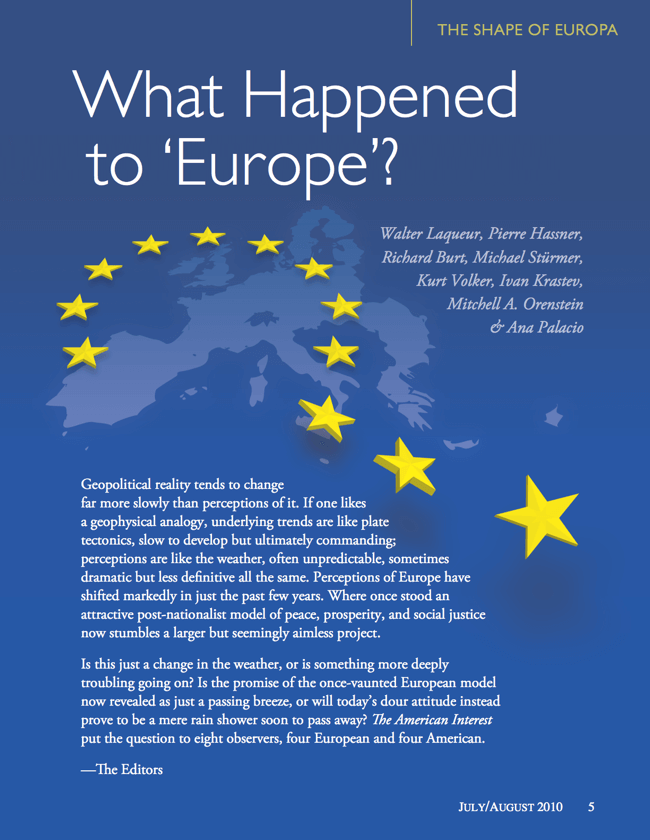 THE SHAPE OF EUROPA
What Happened
to ‘Europe’?
Walter Laqueur, Pierre Hassner,
Richard Burt, Michael Stürmer,
Kurt Volker, Ivan Krastev,
Mitchell A. Orenstein
& Ana Palacio
Geopolitical reality tends to change
far more slowly than perceptions of it. If one likes
a geophysical analogy, underlying trends are like plate
tectonics, slow to develop but ultimately commanding;
perceptions are like the weather, often unpredictable, sometimes
dramatic but less definitive all the same. Perceptions of Europe have
shifted markedly in just the past few years. Where once stood an
attractive post-nationalist model of peace, prosperity, and social justice
now stumbles a larger but seemingly aimless project.
Is this just a change in the weather, or is something more deeply
troubling going on? Is the promise of the once-vaunted European model
now revealed as just a passing breeze, or will today’s dour attitude instead
prove to be a mere rain shower soon to pass away? The American Interest
put the question to eight observers, four European and four American.
—The Editors
JULY/AUGUST 2010 5